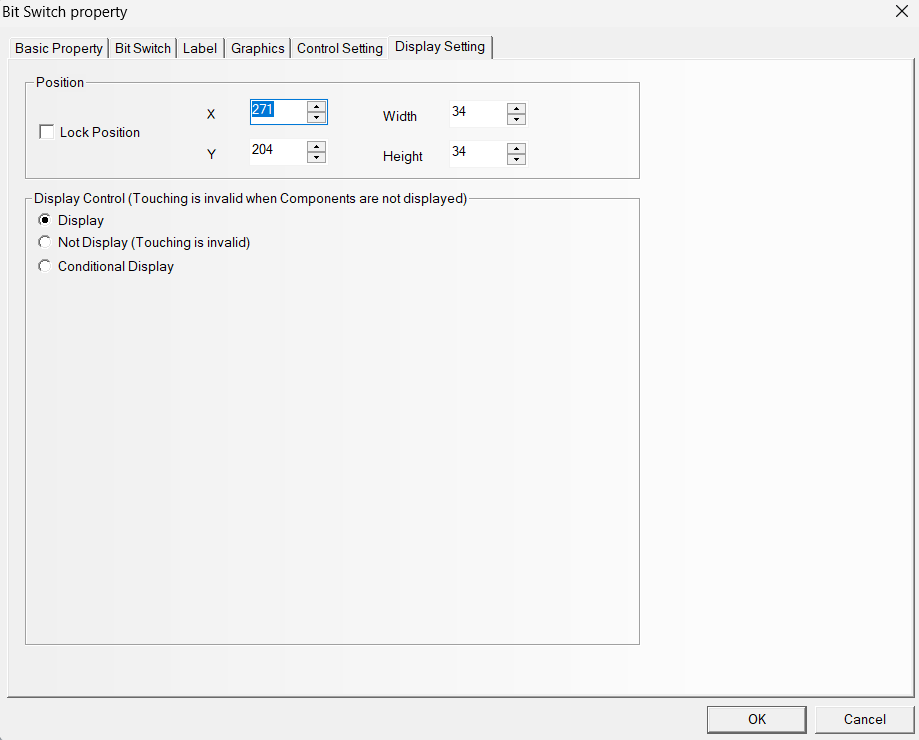 Bit Switch property
Basic Property Bit Switch Label Graphics Control Setting Display Setting
Position
X 271 Width 34
Lock Position
Y 204 Height 34
Display Control (Touching is invalid when Components are not displayed)
Display
Not Display (Touching is invalid)
Conditional Display
OK Cancel